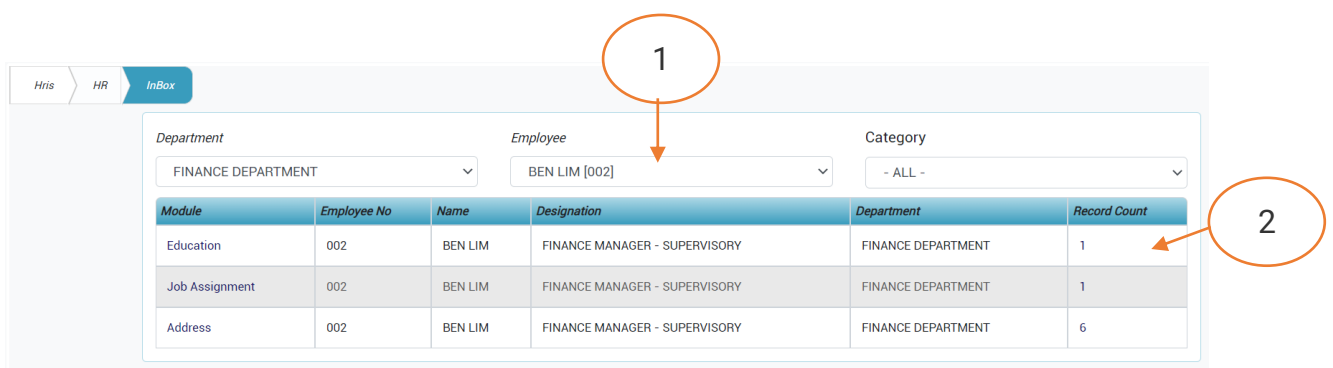 1
Hris HR InBox
Department Employee Category
FINANCE DEPARTMENT BEN LIM [002] - ALL -
Module Employee No Name Designation Department Record Count
2
Education 002 BEN LIM FINANCE MANAGER - SUPERVISORY FINANCE DEPARTMENT 1
Job Assignment 002 BEN LIM FINANCE MANAGER - SUPERVISORY FINANCE DEPARTMENT 1
Address 002 BEN LIM FINANCE MANAGER - SUPERVISORY FINANCE DEPARTMENT 6